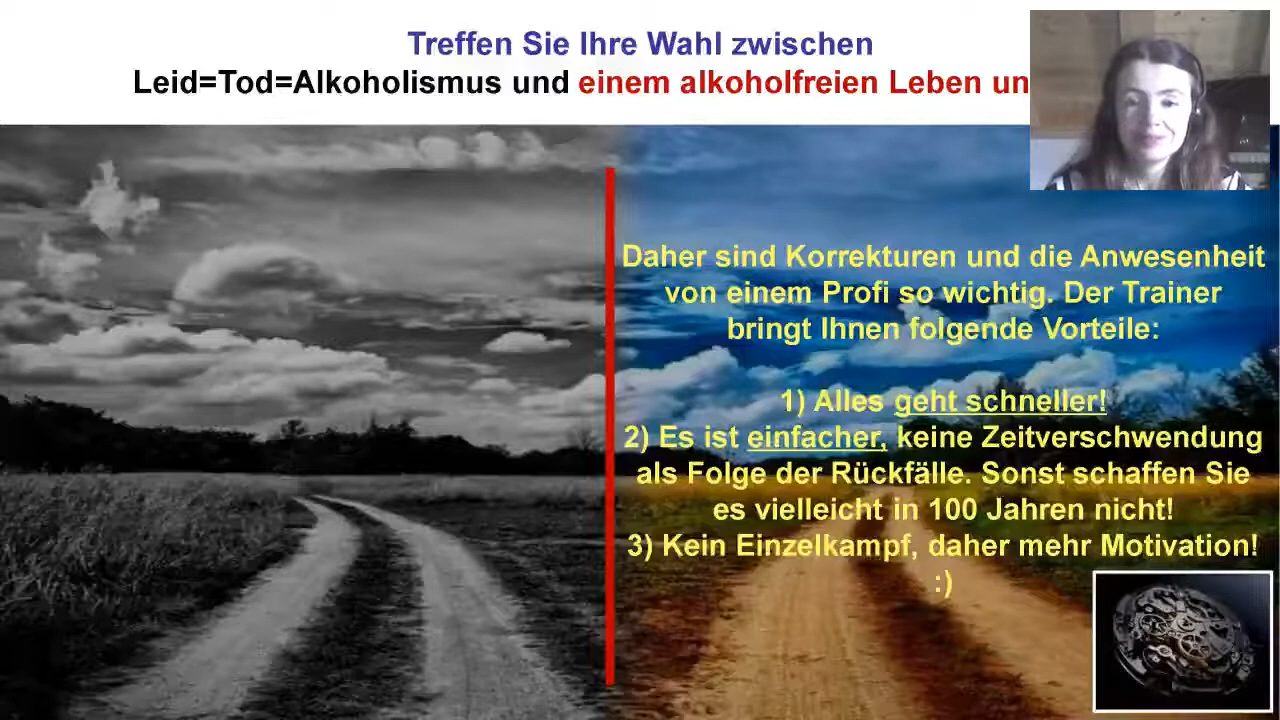 Treffen Sie Ihre Wahl zwischen
Leid=Tod=Alkoholismus und einem alkoholfreien Leben un
Daher sind Korrekturen und die Anwesenheit
von einem Profi so wichtig. Der Trainer
bringt Ihnen folgende Vorteile:
1) Alles geht schneller!
2) Es ist einfacher, keine Zeitverschwendung
als Folge der Rückfälle. Sonst schaffen Sie
es vielleicht in 100 Jahren nicht!
3) Kein Einzelkampf, daher mehr Motivation!
:)